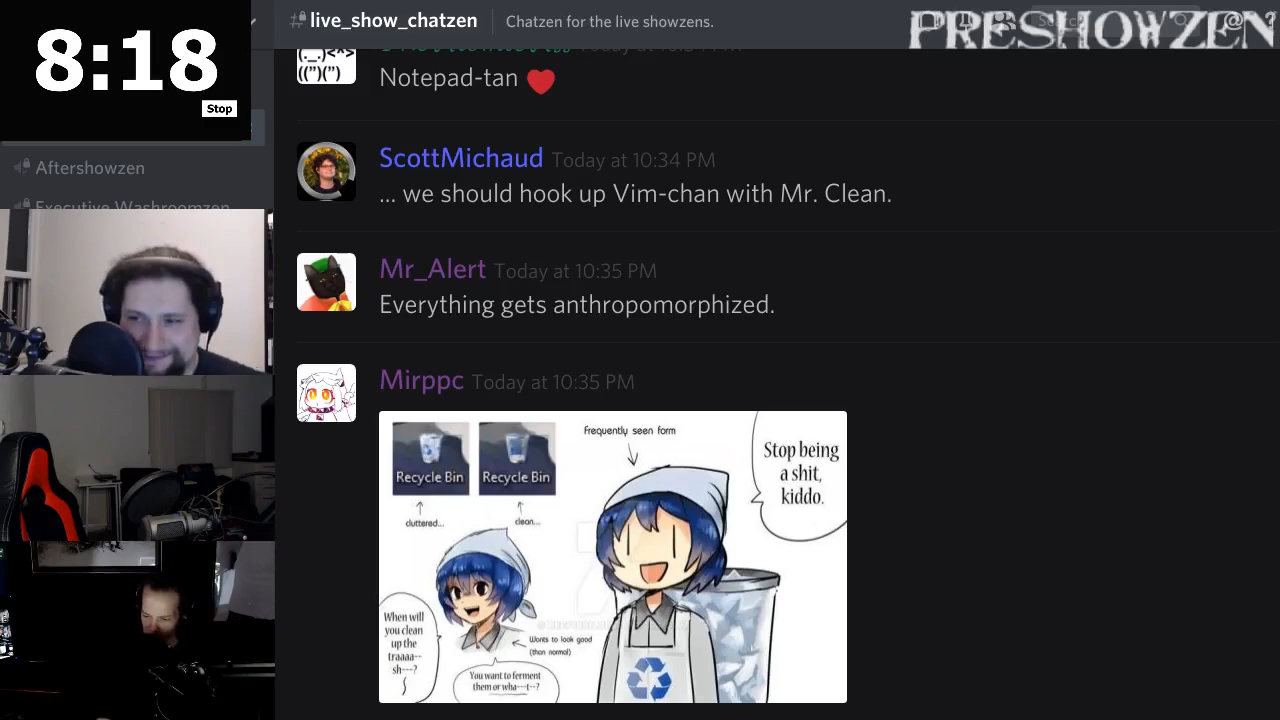 8:18
Stop
live_show_chatzen
Chatzen for the live showzens.
PRESHOWZEN
Aftershowzen
Executive Washroomzen
Notepad-tan
ScottMichaud Today at 10:34 PM
... we should hook up Vim-chan with Mr. Clean.
Mr_Alert Today at 10:35 PM
Everything gets anthropomorphized.
Mirppc Today at 10:35 PM
Recycle Bin
Recycle Bin
cluttered...
clean...
Frequently seen form
Stop being
a shit,
kiddo.
When will
you clean
up the
traaaa--
sh---?
Wants to look good
(than normal)
You want to ferment
them or wha---t--?